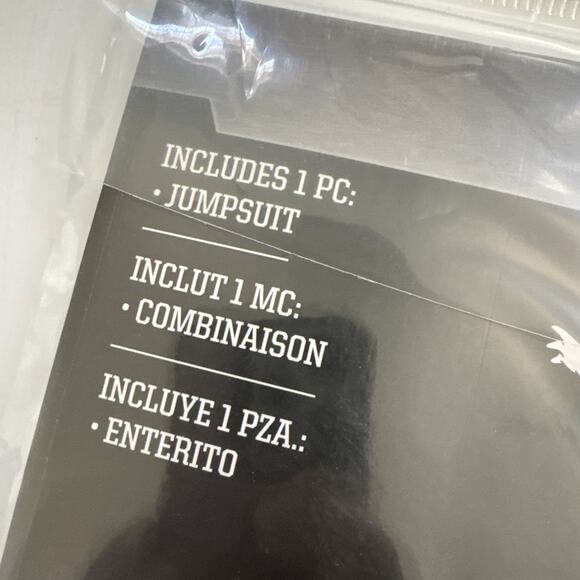 INCLUDES 1 PC:
• JUMPSUIT
INCLUT 1 MC:
• COMBINAISON
INCLUYE 1 PZA.:
• ENTERITO